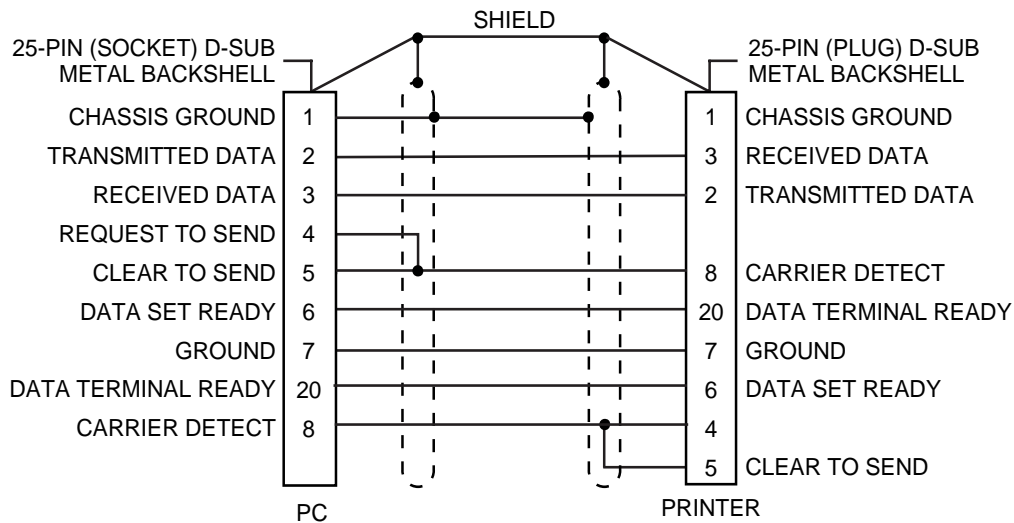 SHIELD
25-PIN (SOCKET) D-SUB
METAL BACKSHELL
25-PIN (PLUG) D-SUB
METAL BACKSHELL
CHASSIS GROUND 1 1 CHASSIS GROUND
TRANSMITTED DATA 2 3 RECEIVED DATA
RECEIVED DATA 3 2 TRANSMITTED DATA
REQUEST TO SEND 4
CLEAR TO SEND 5 8 CARRIER DETECT
DATA SET READY 6 20 DATA TERMINAL READY
GROUND 7 7 GROUND
DATA TERMINAL READY 20 6 DATA SET READY
CARRIER DETECT 8 4
5 CLEAR TO SEND
PC PRINTER